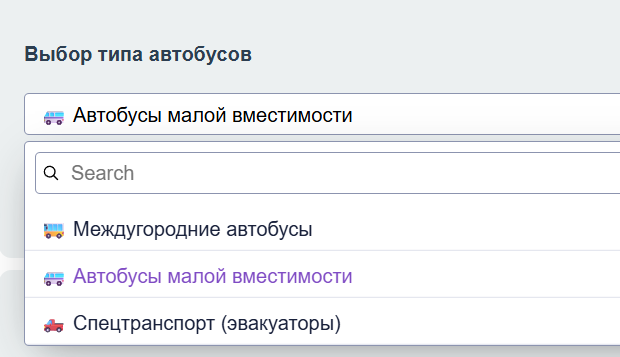 Выбор типа автобусов
Автобусы малой вместимости
Search
Междугородние автобусы
Автобусы малой вместимости
Спецтранспорт (эвакуаторы)